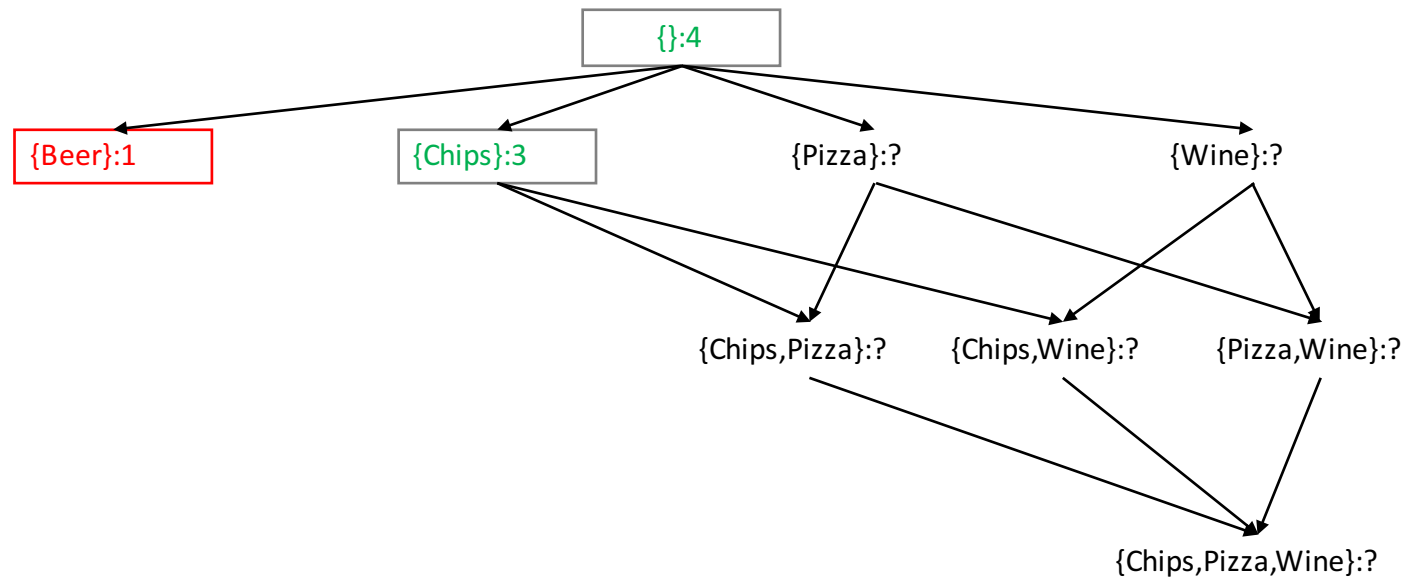 {}:4
{Beer}:1
{Chips}:3
{Pizza}:?
{Wine}:?
{Chips,Pizza}:?
{Chips,Wine}:?
{Pizza,Wine}:?
{Chips,Pizza,Wine}:?